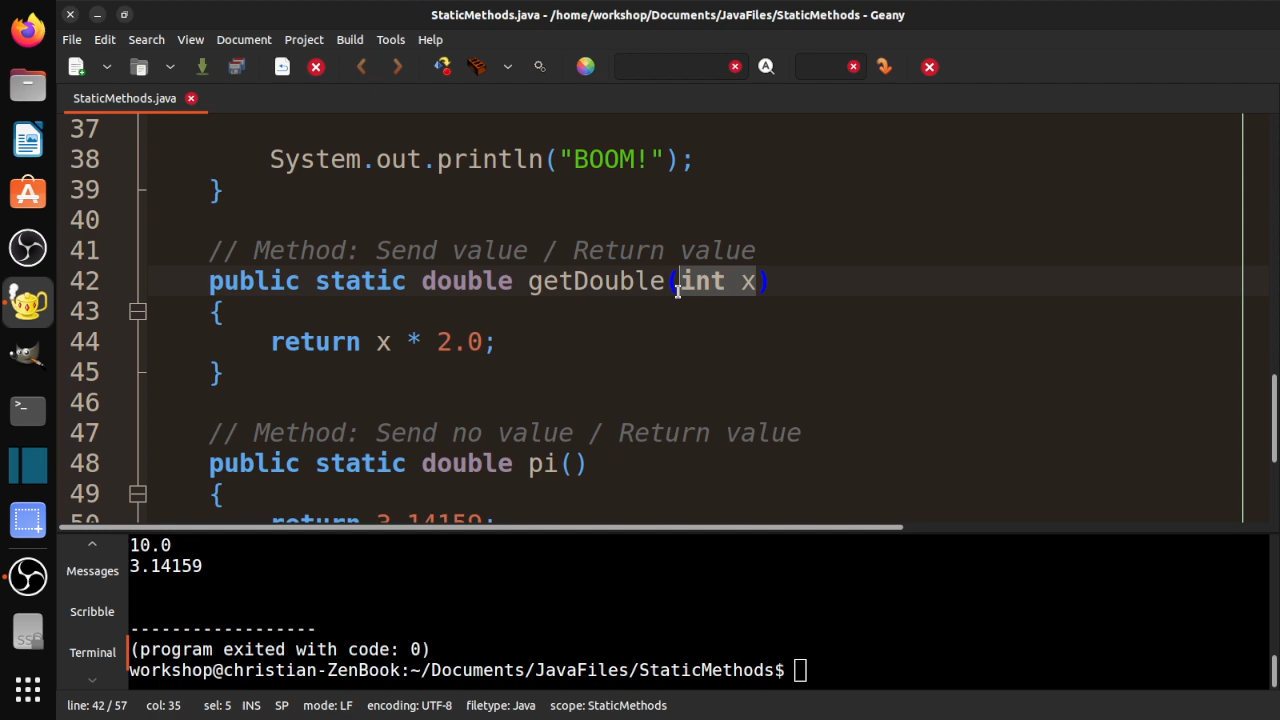 StaticMethods.java - /home/workshop/Documents/JavaFiles/StaticMethods - Geany
File Edit Search View Document Project Build Tools Help
StaticMethods.java
37
38 System.out.println("BOOM!");
39 }
40
41 // Method: Send value / Return value
42 public static double getDouble(int x)
43 {
44 return x * 2.0;
45 }
46
47 // Method: Send no value / Return value
48 public static double pi()
49 {
50 return 3.14159;
Messages
Scribble
Terminal
10.0
3.14159
------------------
(program exited with code: 0)
workshop@christian-ZenBook:~/Documents/JavaFiles/StaticMethods$
line: 42 / 57 col: 35 sel: 5 INS SP mode: LF encoding: UTF-8 filetype: Java scope: StaticMethods